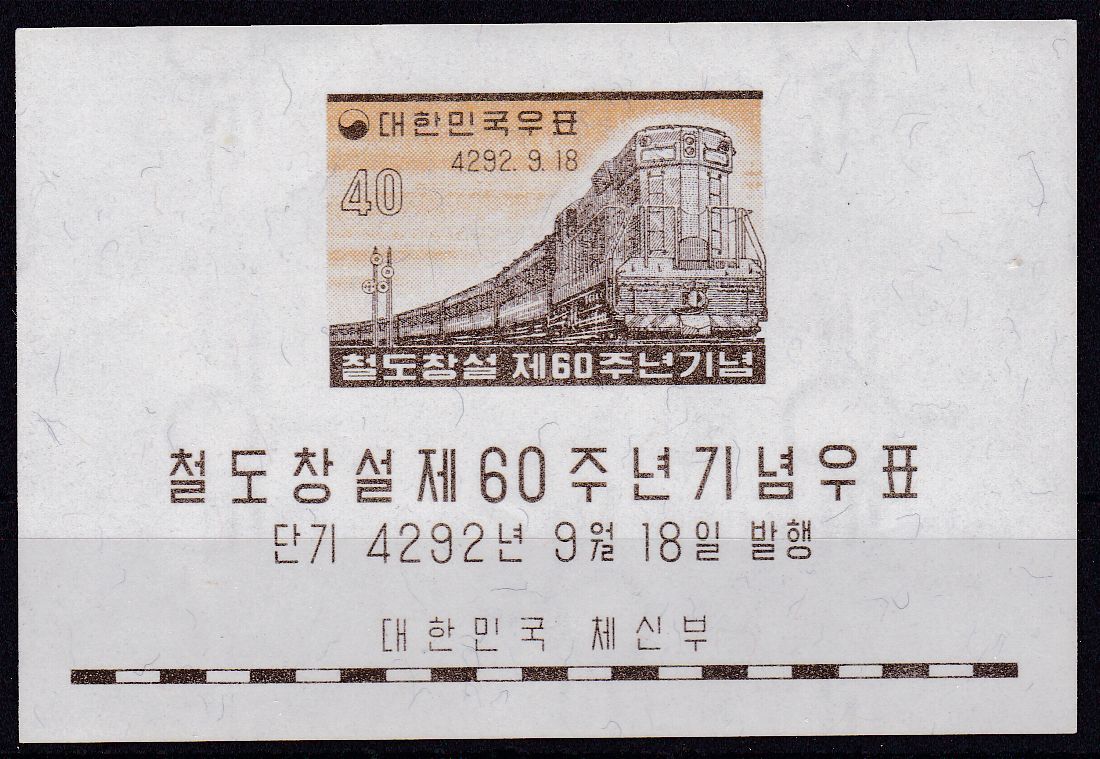 대한민국우표
4292. 9. 18
40
철도창설 제60주년기념
철도창설제60주년기념우표
단기 4292년 9월 18일 발행
대한민국 체신부